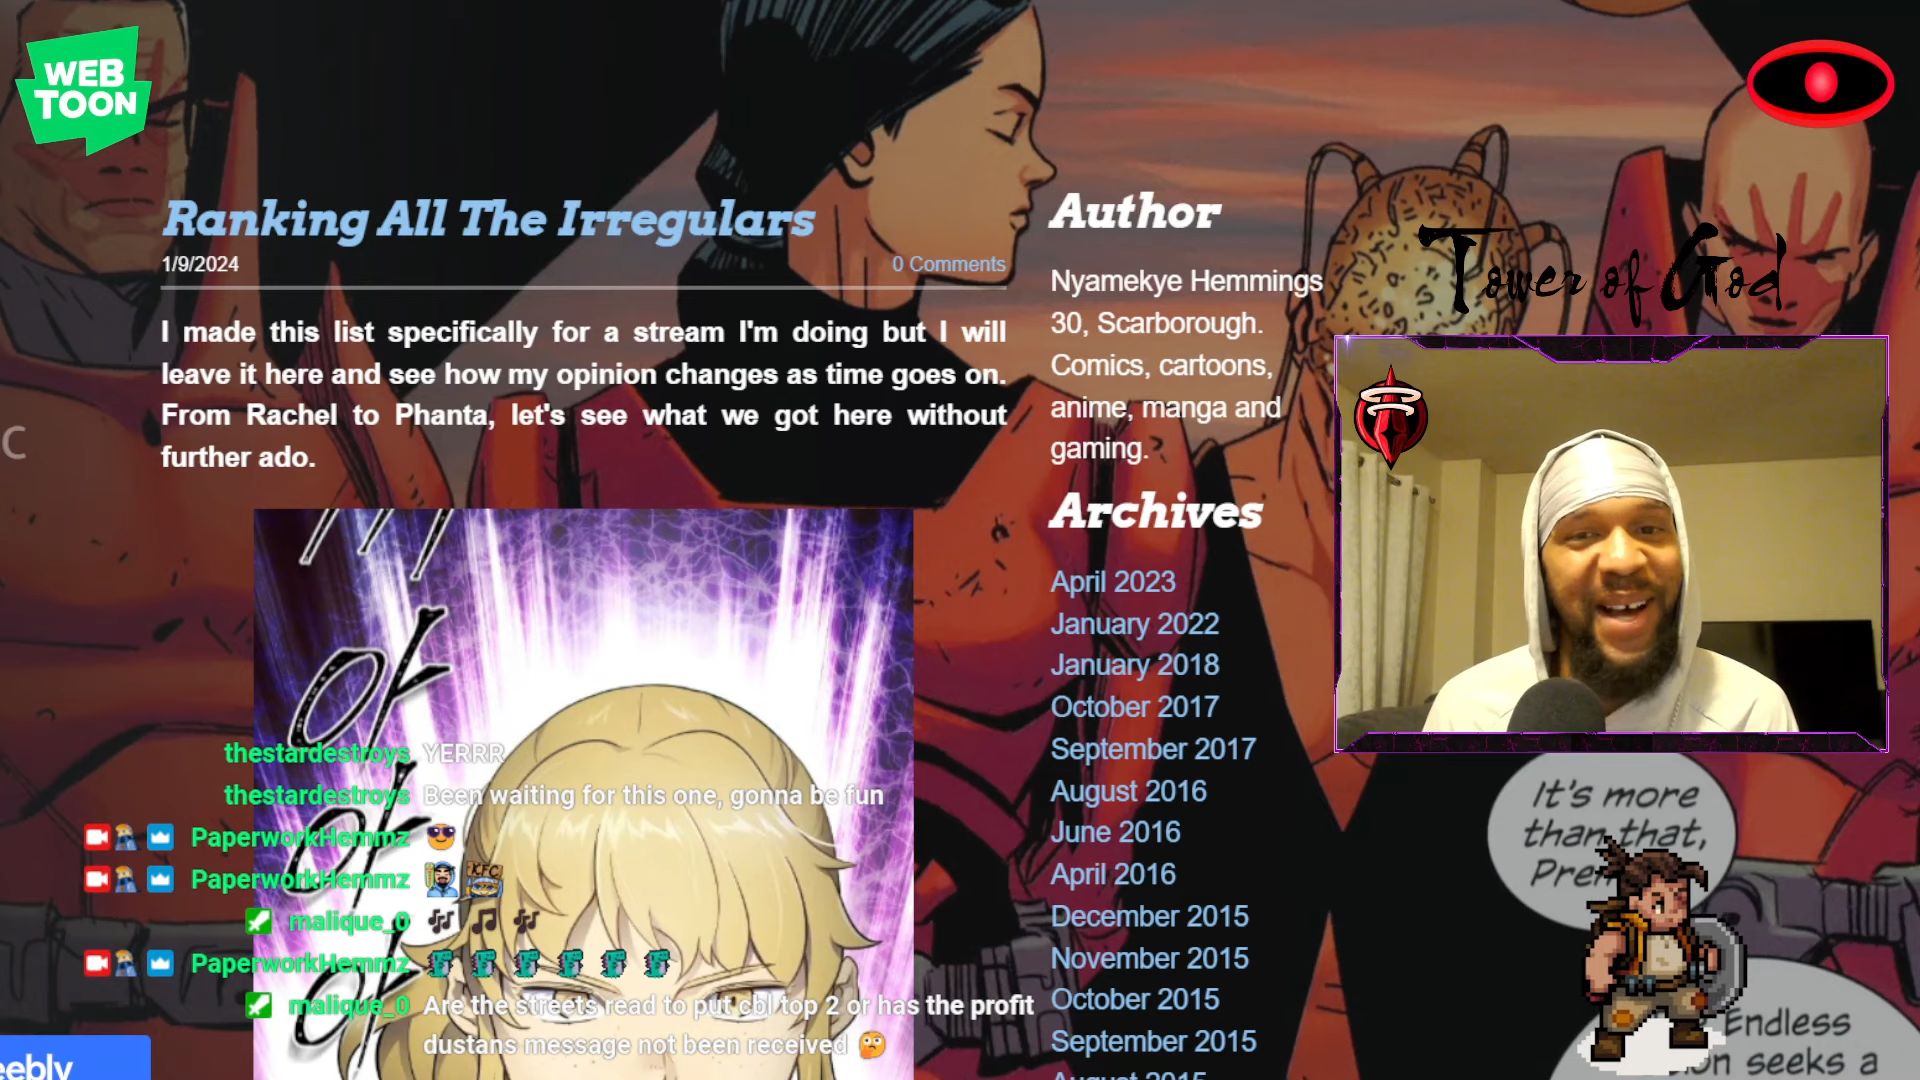 WEB
TOON
Ranking All The Irregulars
1/9/2024
0 Comments
I made this list specifically for a stream I'm doing but I will
leave it here and see how my opinion changes as time goes on.
From Rachel to Phanta, let's see what we got here without
further ado.
Author
Nyamekye Hemmings
30, Scarborough.
Comics, cartoons,
anime, manga and
gaming.
Archives
April 2023
January 2022
January 2018
October 2017
September 2017
August 2016
June 2016
April 2016
December 2015
November 2015
October 2015
September 2015
August 2015
Tower of God
C
thestardestroys YERRR
thestardestroys Been waiting for this one, gonna be fun
PaperworkHemmz 😎
PaperworkHemmz KFC
malique_0 🎶 🎵 🎶
PaperworkHemmz
malique_0 Are the streets read to put cbl top 2 or has the profit
dustans message not been received 🤔
eebly
It's more
than that,
Endless
seeks a